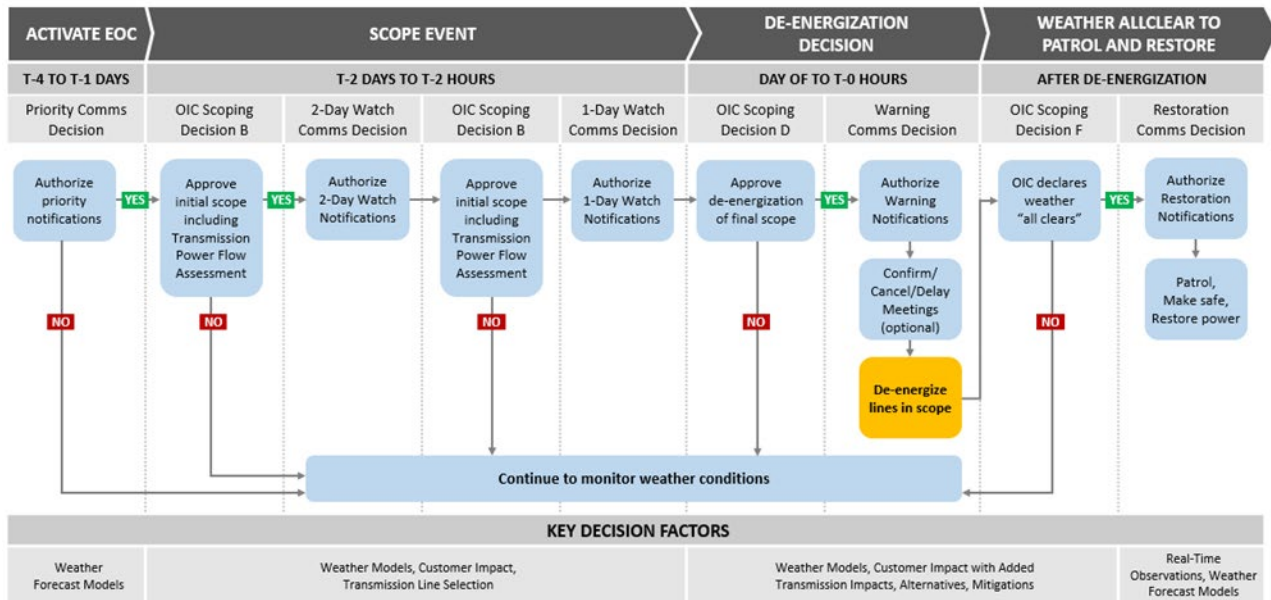 ACTIVATE EOC
SCOPE EVENT
DE-ENERGIZATION
DECISION
WEATHER ALLCLEAR TO
PATROL AND RESTORE
T-4 TO T-1 DAYS
T-2 DAYS TO T-2 HOURS
DAY OF TO T-0 HOURS
AFTER DE-ENERGIZATION
Priority Comms
Decision
OIC Scoping
Decision B
2-Day Watch
Comms Decision
OIC Scoping
Decision B
1-Day Watch
Comms Decision
OIC Scoping
Decision D
Warning
Comms Decision
OIC Scoping
Decision F
Restoration
Comms Decision
Authorize
priority
notifications
YES
Approve
initial scope
including
Transmission
Power Flow
Assessment
YES
Authorize
2-Day Watch
Notifications
Approve
initial scope
including
Transmission
Power Flow
Assessment
Authorize
1-Day Watch
Notifications
Approve
de-energization
of final scope
YES
Authorize
Warning
Notifications
OIC declares
weather
“all clears”
YES
Authorize
Restoration
Notifications
Confirm/
Cancel/Delay
Meetings
(optional)
Patrol,
Make safe,
Restore power
NO
NO
NO
NO
NO
De-energize
lines in scope
Continue to monitor weather conditions
KEY DECISION FACTORS
Weather
Forecast Models
Weather Models, Customer Impact,
Transmission Line Selection
Weather Models, Customer Impact with Added
Transmission Impacts, Alternatives, Mitigations
Real-Time
Observations, Weather
Forecast Models